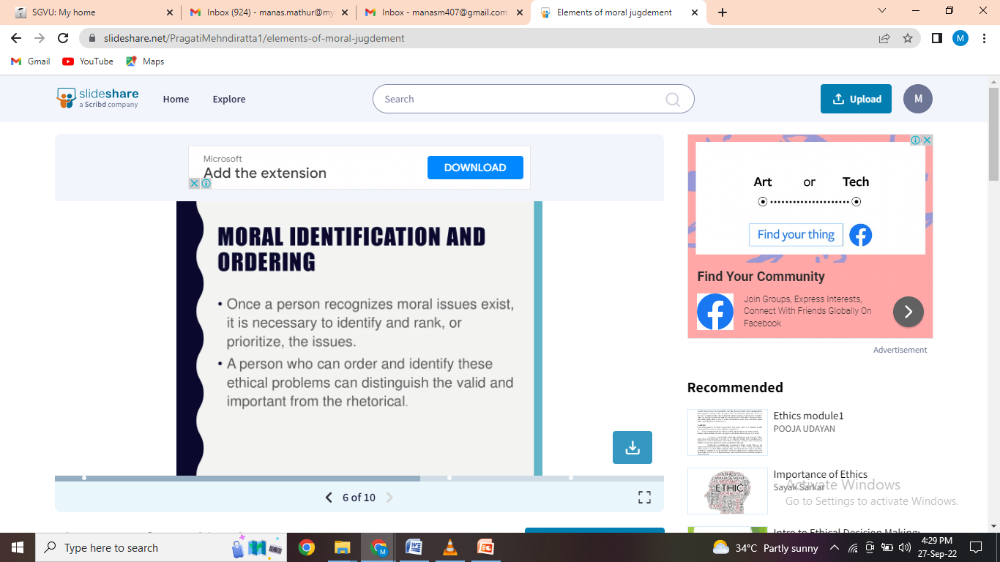 SGVU: My home
Inbox (924) - manas.mathur@my
Inbox - manasm407@gmail.com
Elements of moral jugdement
slideshare.net/PragatiMehndiratta1/elements-of-moral-jugdement
M
Gmail
YouTube
Maps
slideshare
a Scribd company
Home
Explore
Search
Upload
M
Microsoft
Add the extension
DOWNLOAD
MORAL IDENTIFICATION AND
ORDERING
• Once a person recognizes moral issues exist,
it is necessary to identify and rank, or
prioritize, the issues.
• A person who can order and identify these
ethical problems can distinguish the valid and
important from the rhetorical.
6 of 10
Art or Tech
Find your thing
Find Your Community
Join Groups, Express Interests,
Connect With Friends Globally On
Facebook
Advertisement
Recommended
Ethics module1
POOJA UDAYAN
ETHIC
Importance of Ethics
Sayak Sarkar
Intro to Ethical Decision Making:
Activate Windows
Go to Settings to activate Windows.
Type here to search
M
34°C Partly sunny
4:29 PM
27-Sep-22